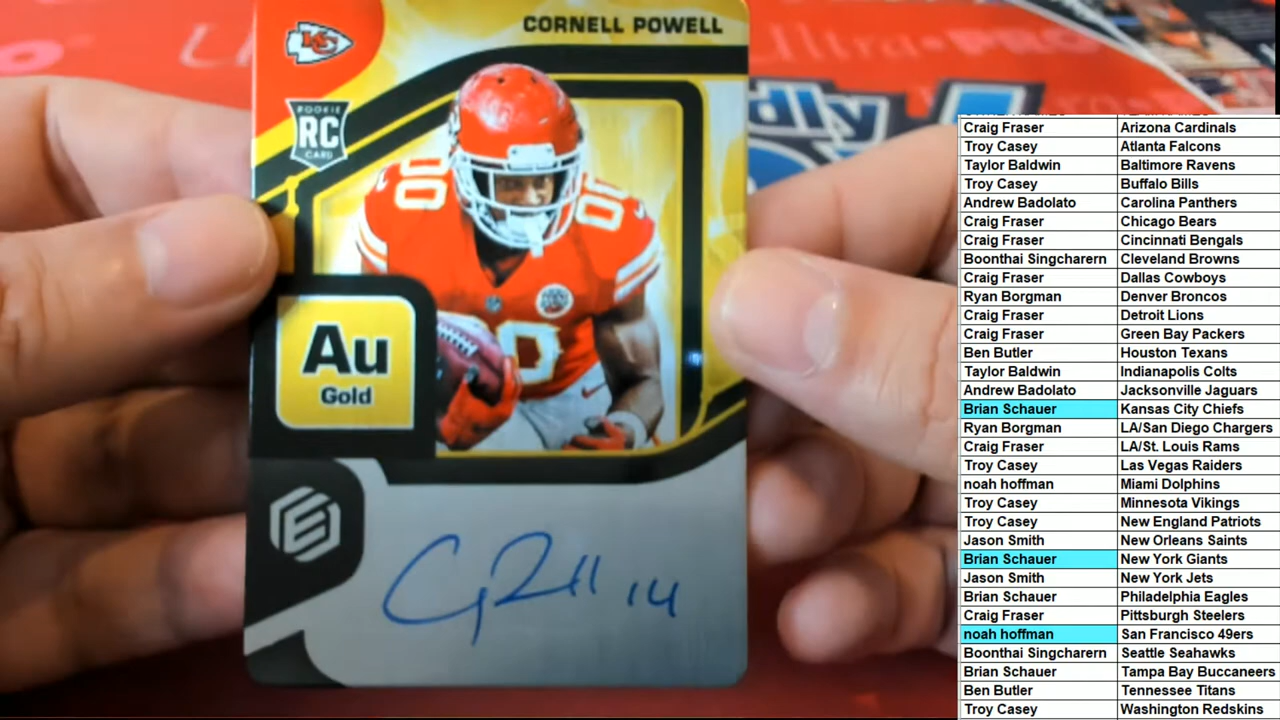 CORNELL POWELL
ROOKIE
RC
CARD
KC
00 00
0
Au
Gold
E
14
dly
Craig Fraser Arizona Cardinals
Troy Casey Atlanta Falcons
Taylor Baldwin Baltimore Ravens
Troy Casey Buffalo Bills
Andrew Badolato Carolina Panthers
Craig Fraser Chicago Bears
Craig Fraser Cincinnati Bengals
Boonthai Singcharern Cleveland Browns
Craig Fraser Dallas Cowboys
Ryan Borgman Denver Broncos
Craig Fraser Detroit Lions
Craig Fraser Green Bay Packers
Ben Butler Houston Texans
Taylor Baldwin Indianapolis Colts
Andrew Badolato Jacksonville Jaguars
Brian Schauer Kansas City Chiefs
Ryan Borgman LA/San Diego Chargers
Craig Fraser LA/St. Louis Rams
Troy Casey Las Vegas Raiders
noah hoffman Miami Dolphins
Troy Casey Minnesota Vikings
Troy Casey New England Patriots
Jason Smith New Orleans Saints
Brian Schauer New York Giants
Jason Smith New York Jets
Brian Schauer Philadelphia Eagles
Craig Fraser Pittsburgh Steelers
noah hoffman San Francisco 49ers
Boonthai Singcharern Seattle Seahawks
Brian Schauer Tampa Bay Buccaneers
Ben Butler Tennessee Titans
Troy Casey Washington Redskins